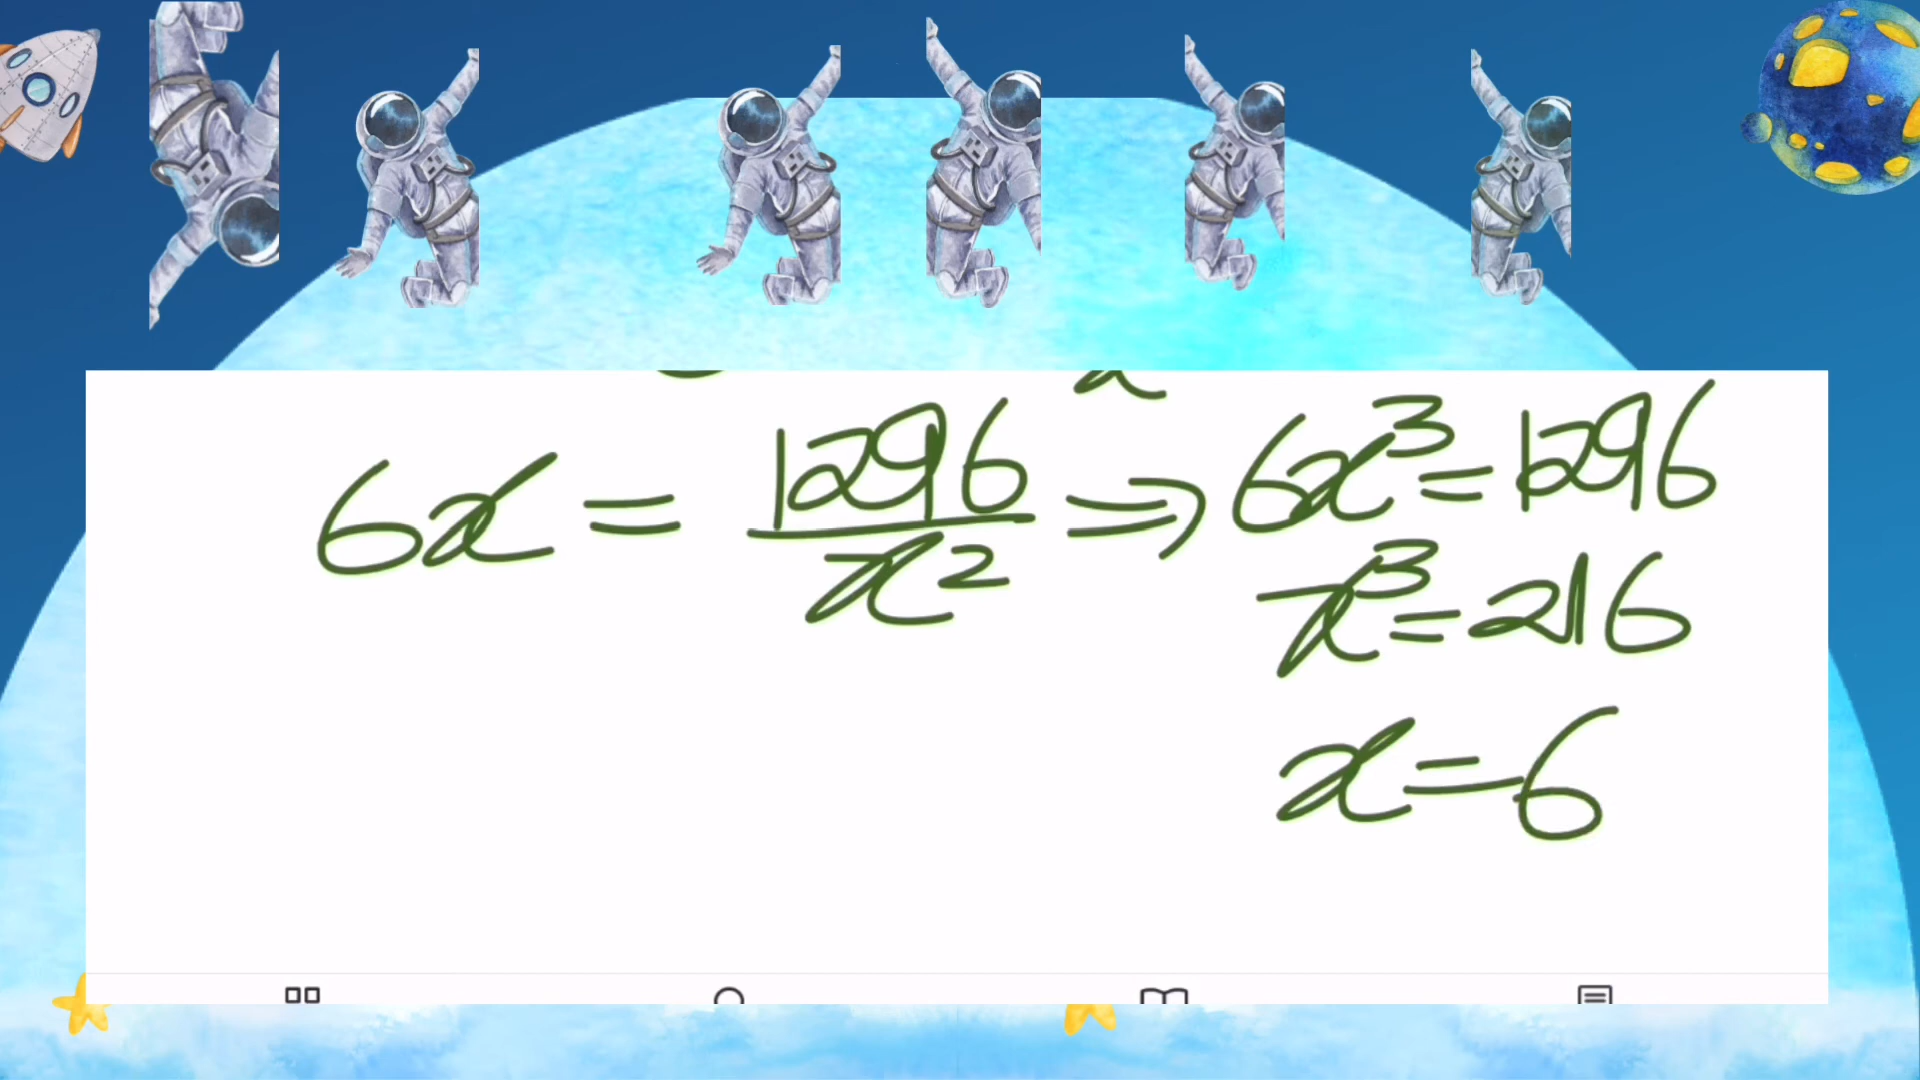 6x = 1296/x² ⇒ 6x³ = 1296
x³ = 216
x = 6